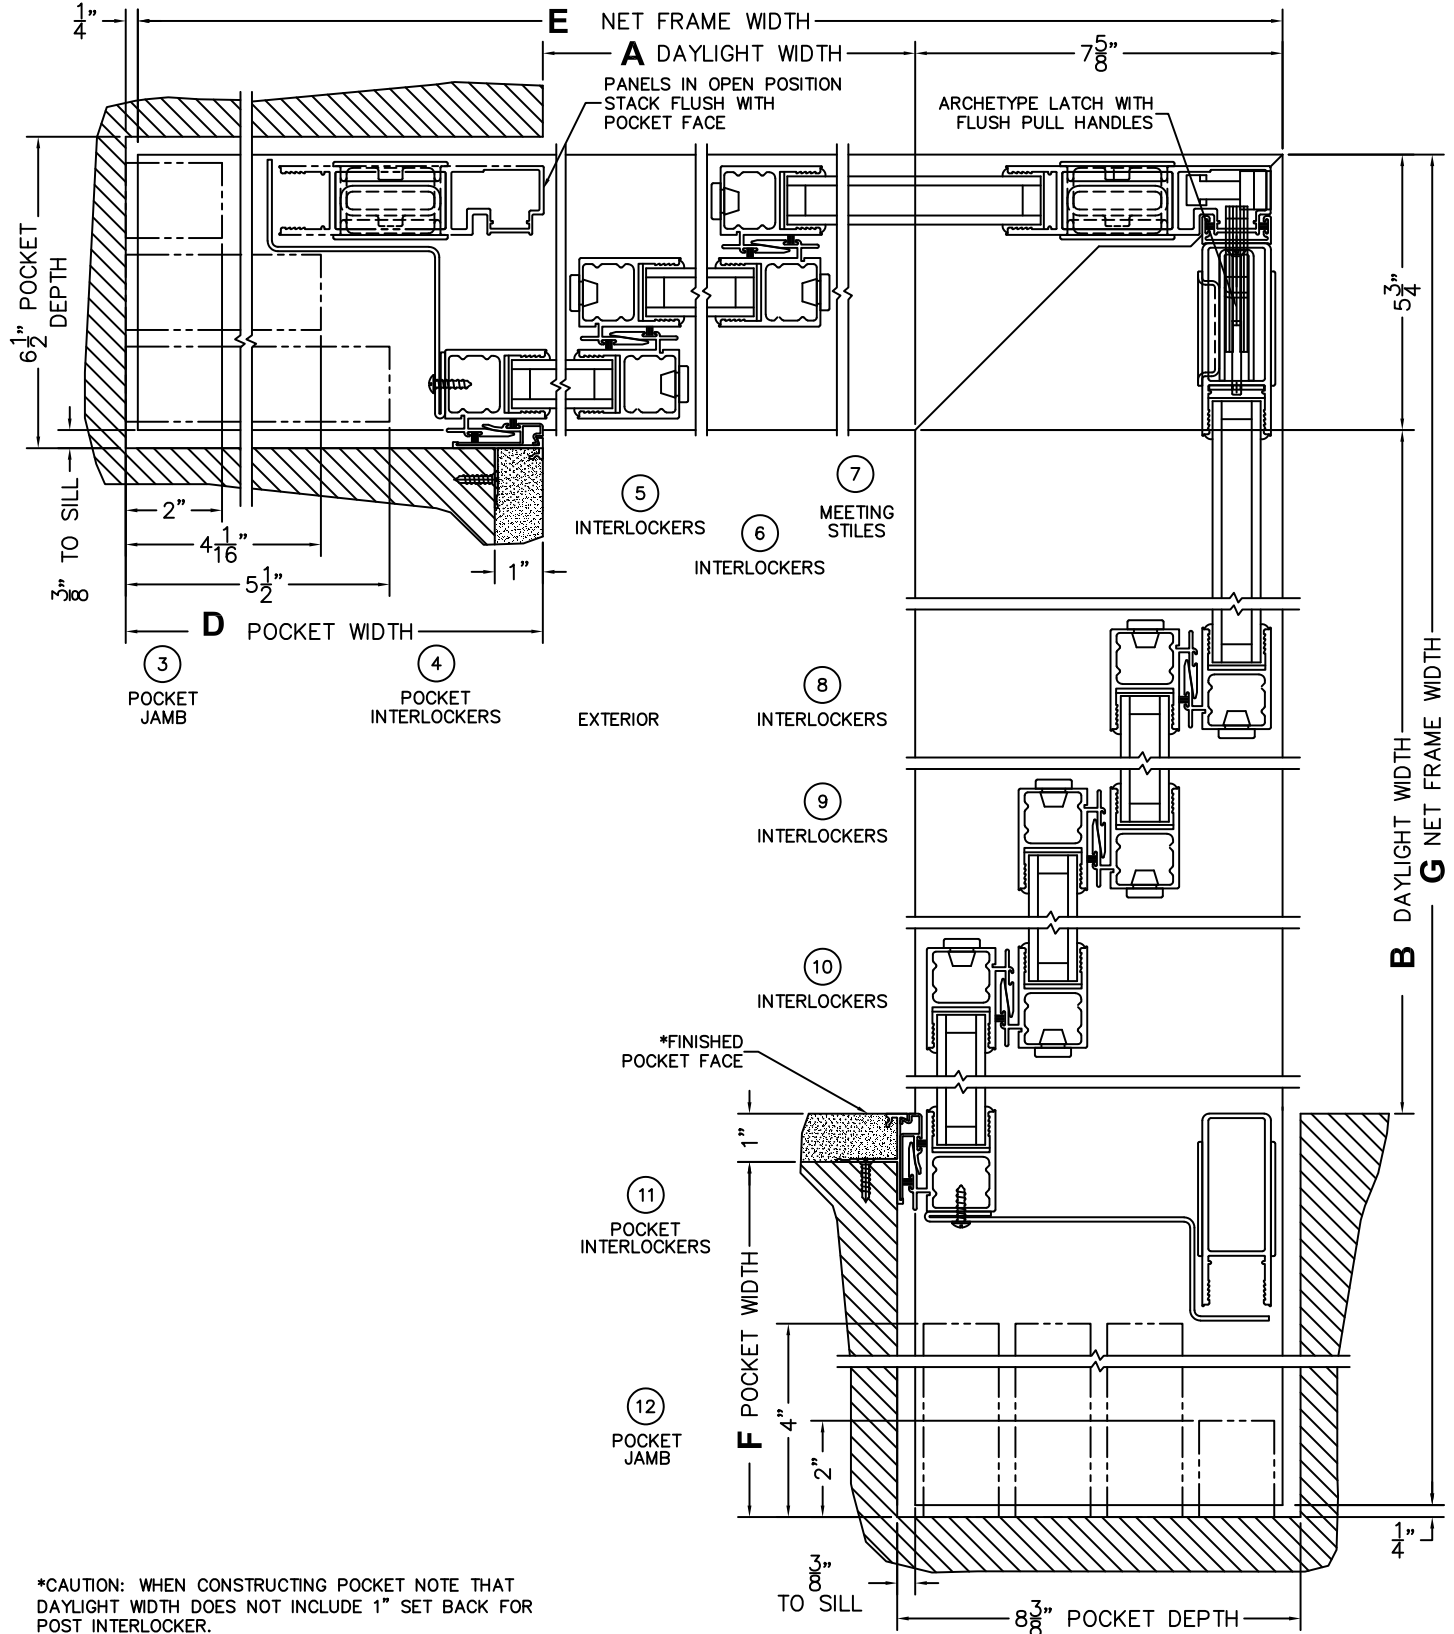 1/4"
E NET FRAME WIDTH
A DAYLIGHT WIDTH
7 5/8"
PANELS IN OPEN POSITION
STACK FLUSH WITH
POCKET FACE
ARCHETYPE LATCH WITH
FLUSH PULL HANDLES
6 1/2" POCKET
DEPTH
5 3/4"
3/8" TO SILL
2"
4 1/16"
5 1/2"
1"
D POCKET WIDTH
3
POCKET
JAMB
4
POCKET
INTERLOCKERS
5
INTERLOCKERS
6
INTERLOCKERS
7
MEETING
STILES
EXTERIOR
8
INTERLOCKERS
9
INTERLOCKERS
10
INTERLOCKERS
B DAYLIGHT WIDTH
G NET FRAME WIDTH
*FINISHED
POCKET FACE
1"
11
POCKET
INTERLOCKERS
F POCKET WIDTH
12
POCKET
JAMB
4"
2"
1/4"
3/8"
TO SILL
8 3/8" POCKET DEPTH
*CAUTION: WHEN CONSTRUCTING POCKET NOTE THAT
DAYLIGHT WIDTH DOES NOT INCLUDE 1" SET BACK FOR
POST INTERLOCKER.